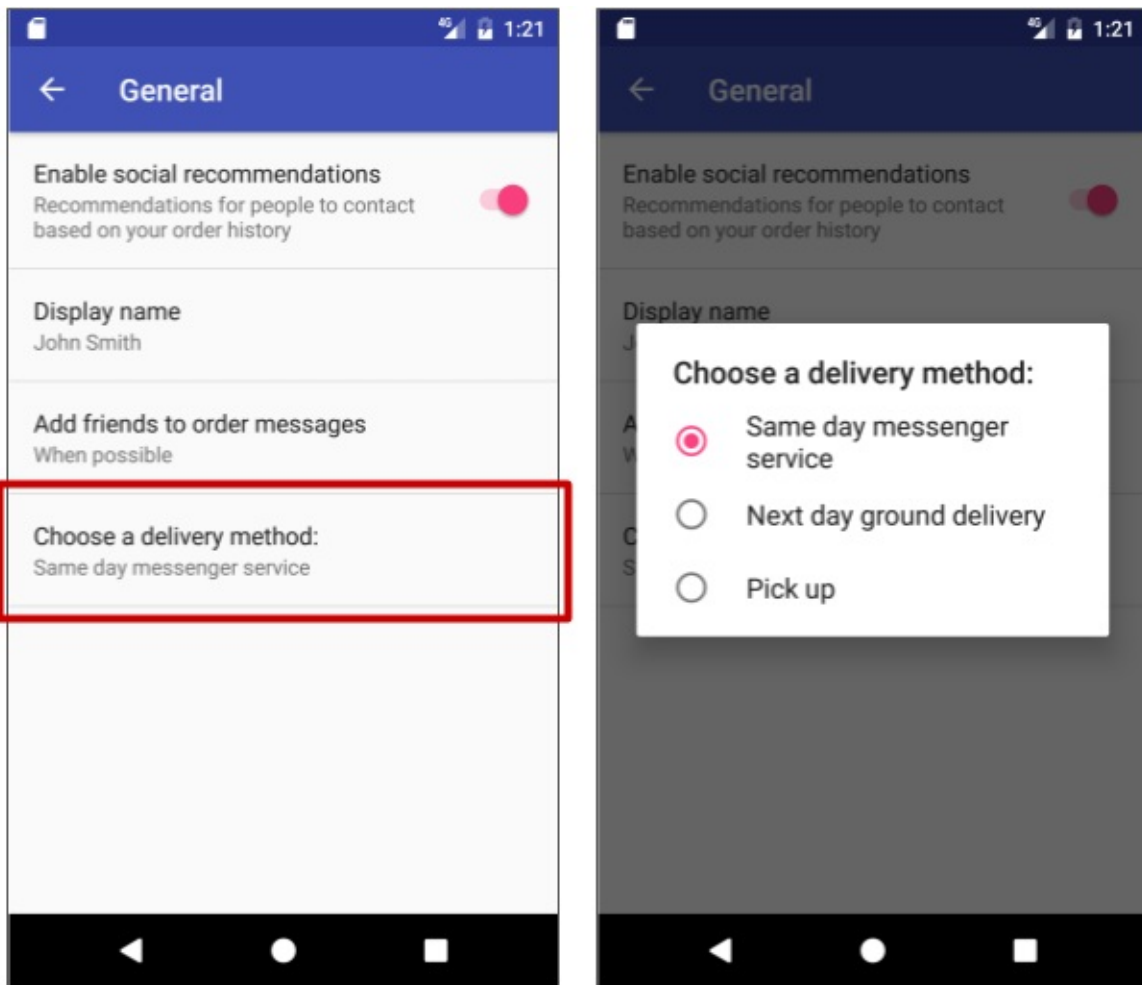 4G 1:21
General
Enable social recommendations
Recommendations for people to contact
based on your order history
Display name
John Smith
Add friends to order messages
When possible
Choose a delivery method:
Same day messenger service
4G 1:21
General
Enable social recommendations
Recommendations for people to contact
based on your order history
Display name
J
A
W
C
S
Choose a delivery method:
Same day messenger
service
Next day ground delivery
Pick up